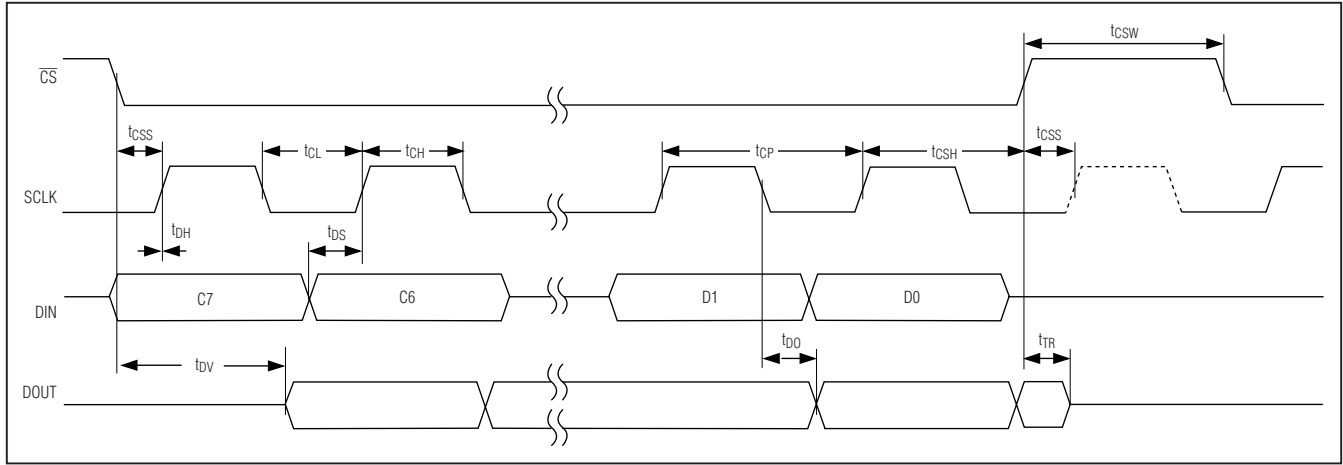 tCSW
CS
tCSS
tCL
tCH
tCP
tCSH
tCSS
SCLK
tDH
tDS
C7
C6
D1
D0
DIN
tDV
tDO
tTR
DOUT